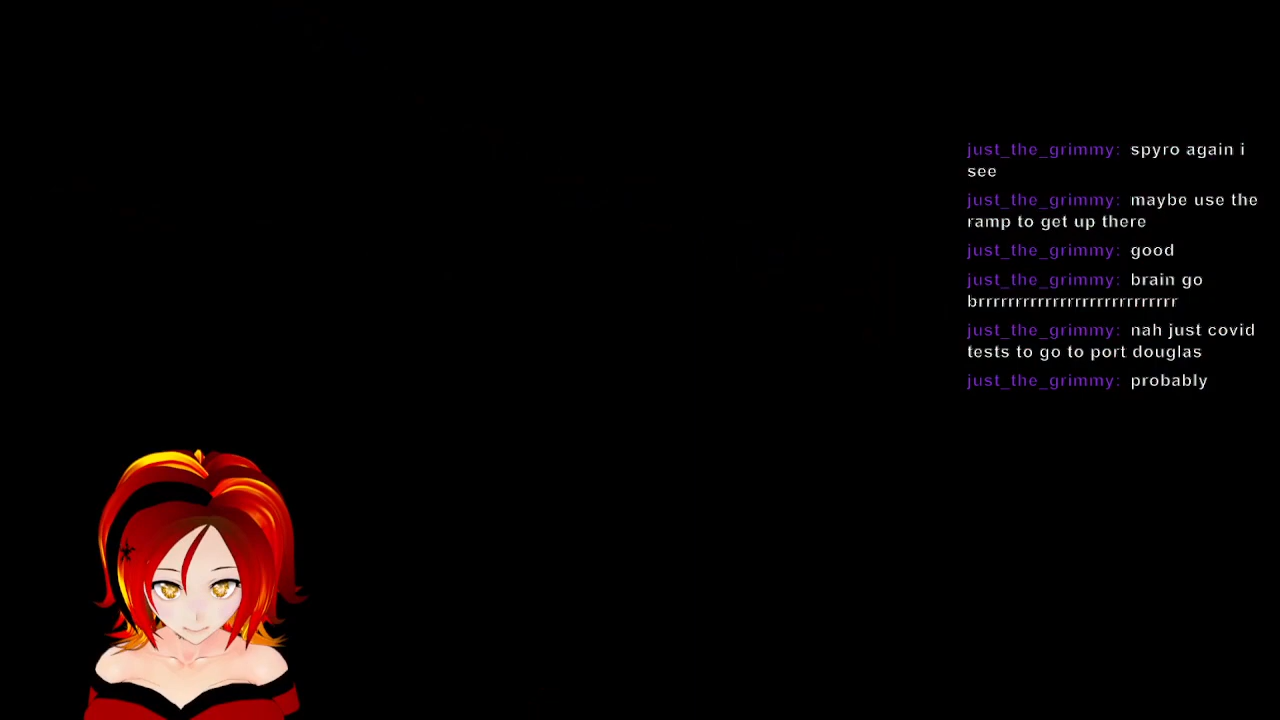 just_the_grimmy: spyro again i
see
just_the_grimmy: maybe use the
ramp to get up there
just_the_grimmy: good
just_the_grimmy: brain go
brrrrrrrrrrrrrrrrrrrrrrrrrrr
just_the_grimmy: nah just covid
tests to go to port douglas
just_the_grimmy: probably